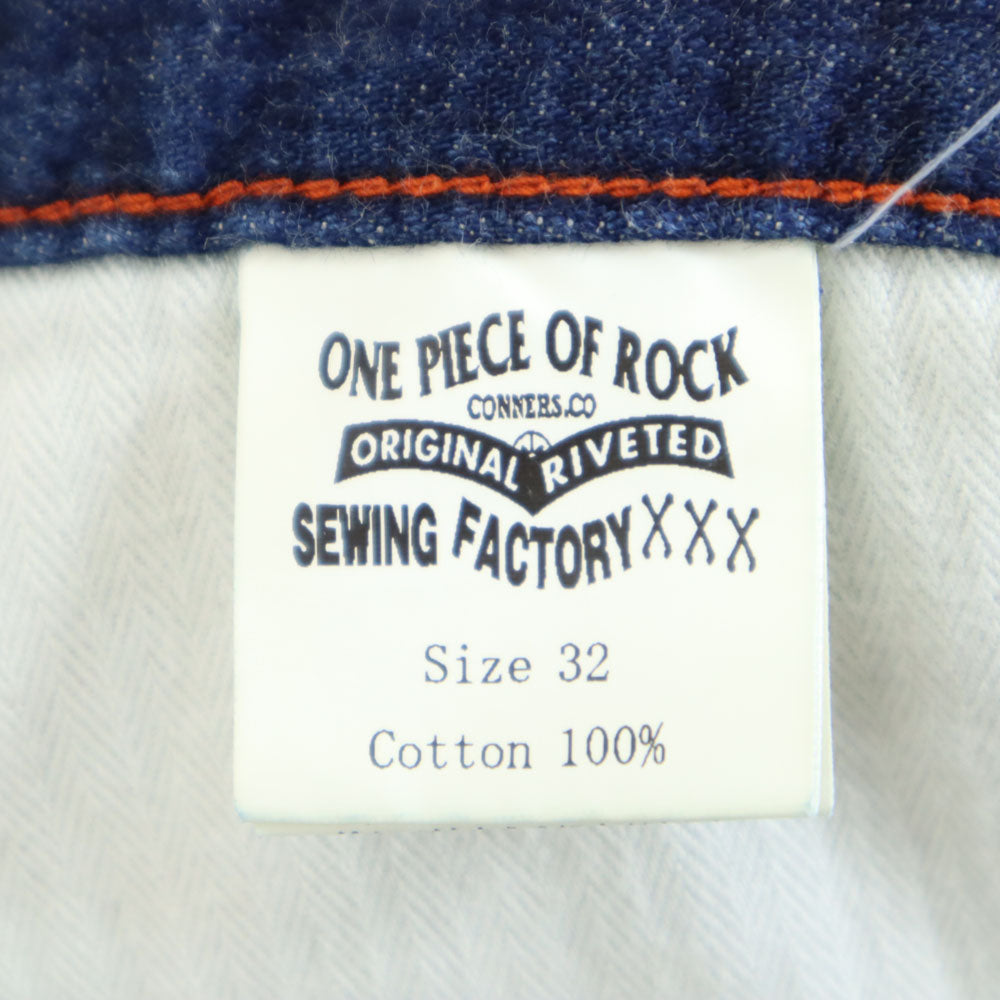 ONE PIECE OF ROCK
CONNERS.CO
ORIGINAL RIVETED
SEWING FACTORY XXX
Size 32
Cotton 100%